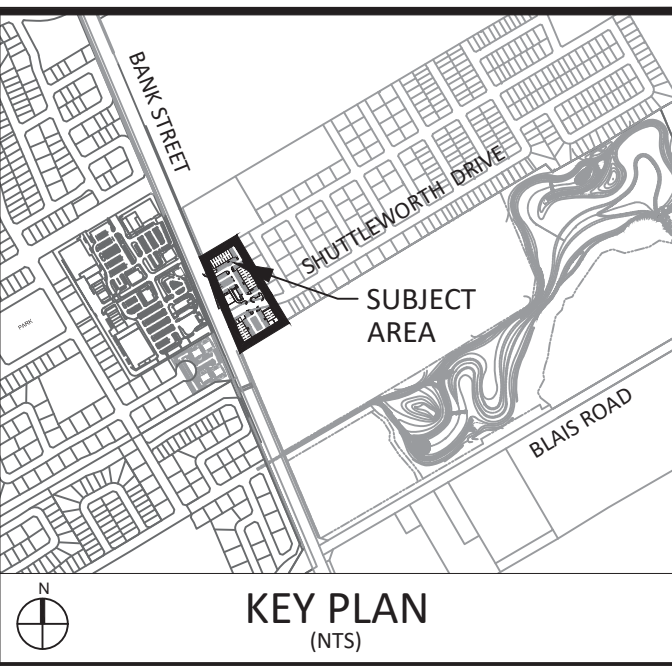 BANK STREET
SHUTTLEWORTH DRIVE
SUBJECT
AREA
PARK
BLAIS ROAD
N
KEY PLAN
(NTS)